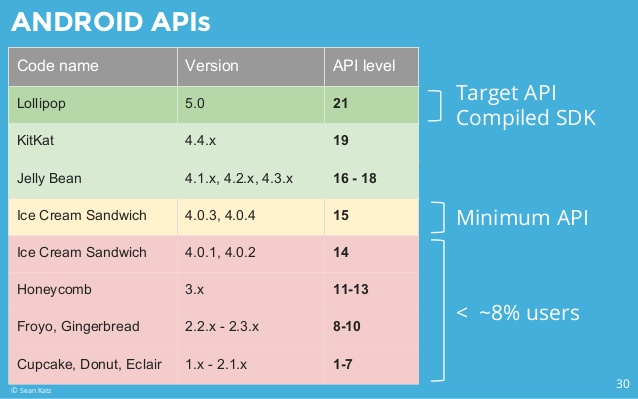 ANDROID APIs
Code name Version API level
Lollipop 5.0 21
KitKat 4.4.x 19
Jelly Bean 4.1.x, 4.2.x, 4.3.x 16 - 18
Ice Cream Sandwich 4.0.3, 4.0.4 15
Ice Cream Sandwich 4.0.1, 4.0.2 14
Honeycomb 3.x 11-13
Froyo, Gingerbread 2.2.x - 2.3.x 8-10
Cupcake, Donut, Eclair 1.x - 2.1.x 1-7
Target API
Compiled SDK
Minimum API
< ~8% users
© Sean Katz
30